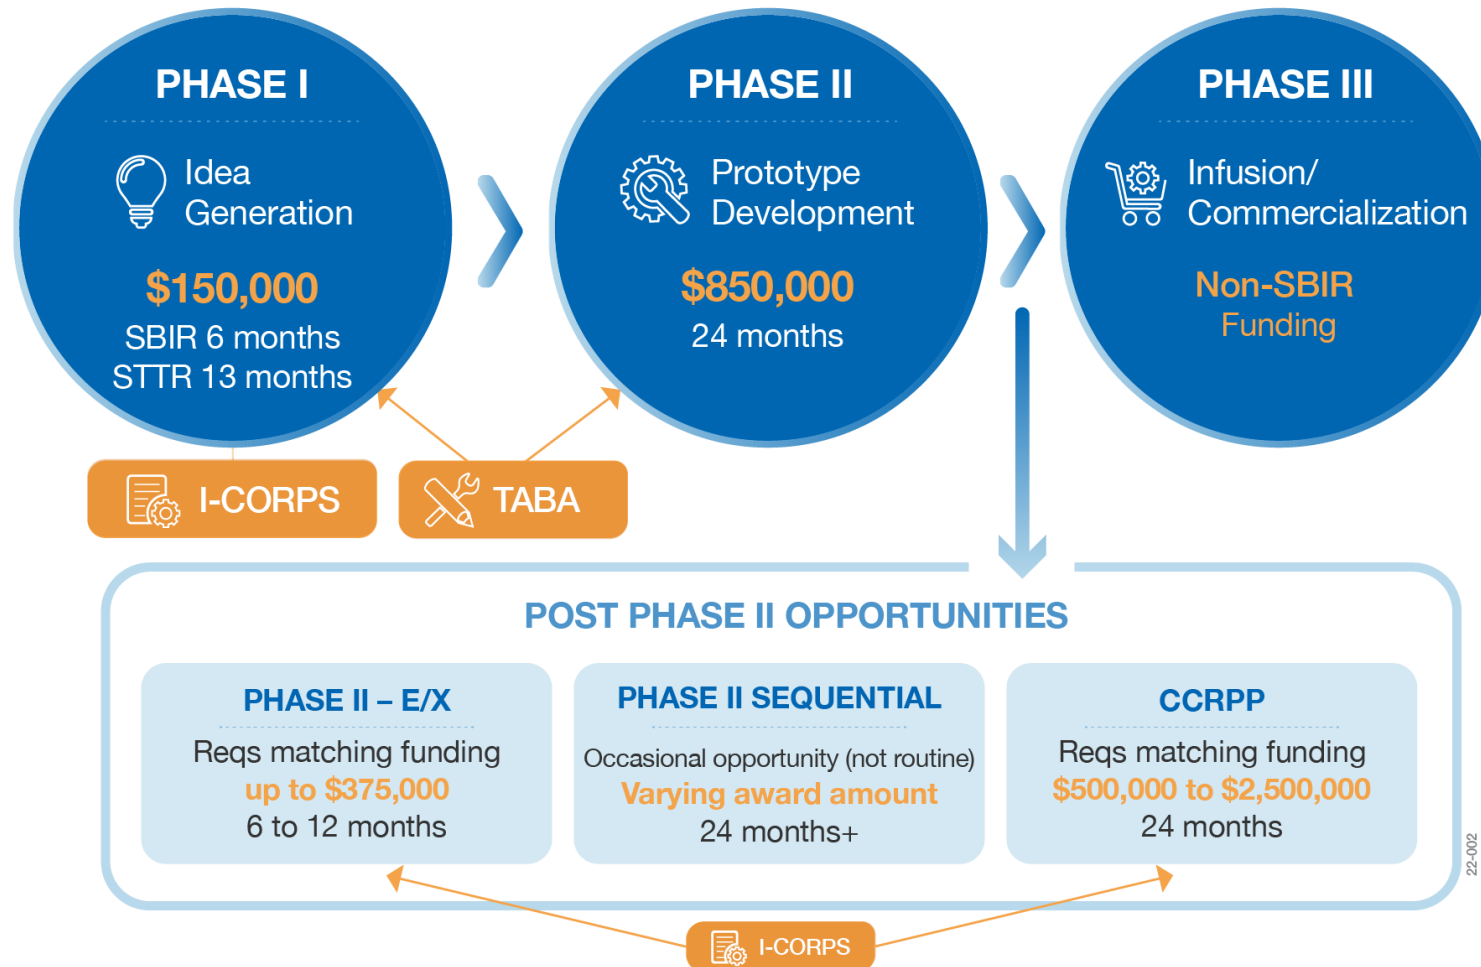 PHASE I
Idea
Generation
$150,000
SBIR 6 months
STTR 13 months
PHASE II
Prototype
Development
$850,000
24 months
PHASE III
Infusion/
Commercialization
Non-SBIR
Funding
I-CORPS
TABA
POST PHASE II OPPORTUNITIES
PHASE II – E/X
Reqs matching funding
up to $375,000
6 to 12 months
PHASE II SEQUENTIAL
Occasional opportunity (not routine)
Varying award amount
24 months+
CCRPP
Reqs matching funding
$500,000 to $2,500,000
24 months
22-002
I-CORPS